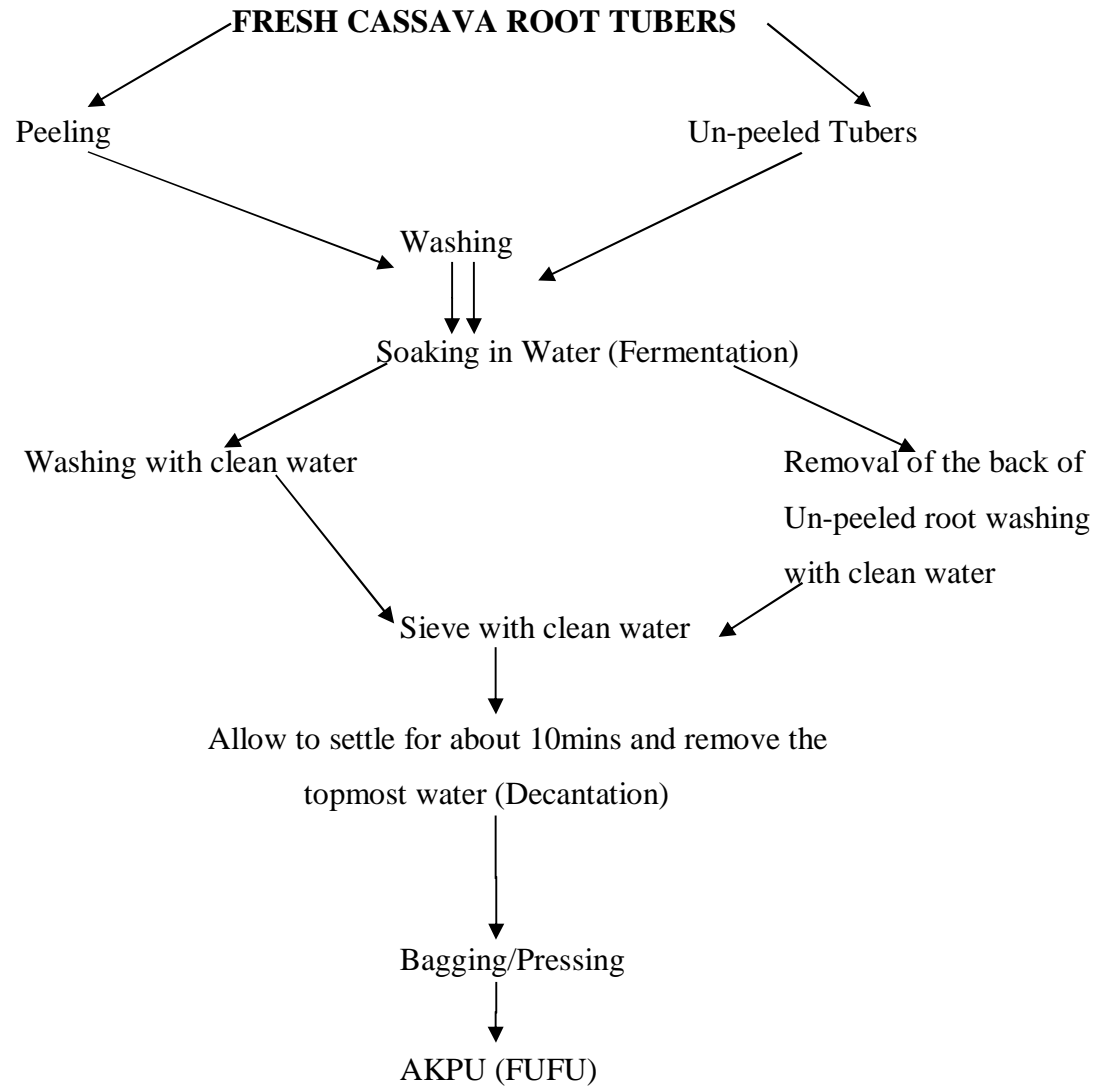 FRESH CASSAVA ROOT TUBERS
Peeling
Un-peeled Tubers
Washing
Soaking in Water (Fermentation)
Washing with clean water
Removal of the back of
Un-peeled root washing
with clean water
Sieve with clean water
Allow to settle for about 10mins and remove the
topmost water (Decantation)
Bagging/Pressing
AKPU (FUFU)